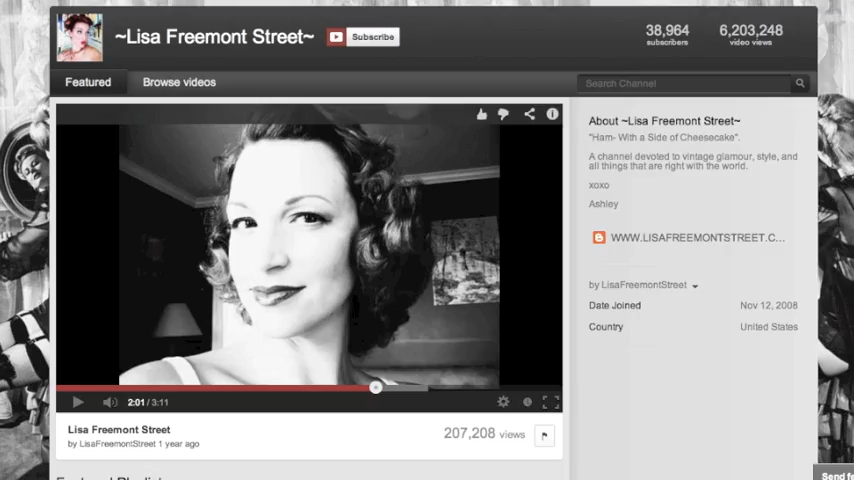 ~Lisa Freemont Street~
Subscribe
38,964
subscribers
6,203,248
video views
Featured
Browse videos
Search Channel
2:01 / 3:11
Lisa Freemont Street
by LisaFreemontStreet 1 year ago
207,208 views
About ~Lisa Freemont Street~
"Ham- With a Side of Cheesecake".
A channel devoted to vintage glamour, style, and
all things that are right with the world.
xoxo
Ashley
WWW.LISAFREEMONTSTREET.C...
by LisaFreemontStreet
Date Joined Nov 12, 2008
Country United States